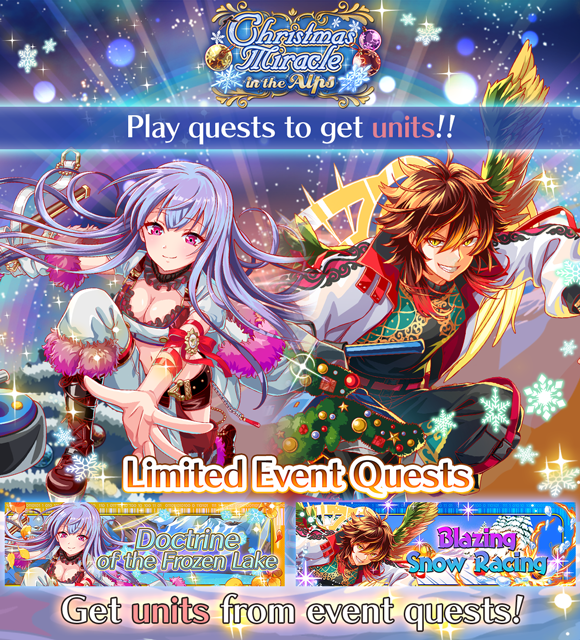 Christmas
Miracle
in the Alps
Play quests to get units!!
Limited Event Quests
Doctrine
of the Frozen Lake
Blazing
Snow Racing
Get units from event quests!